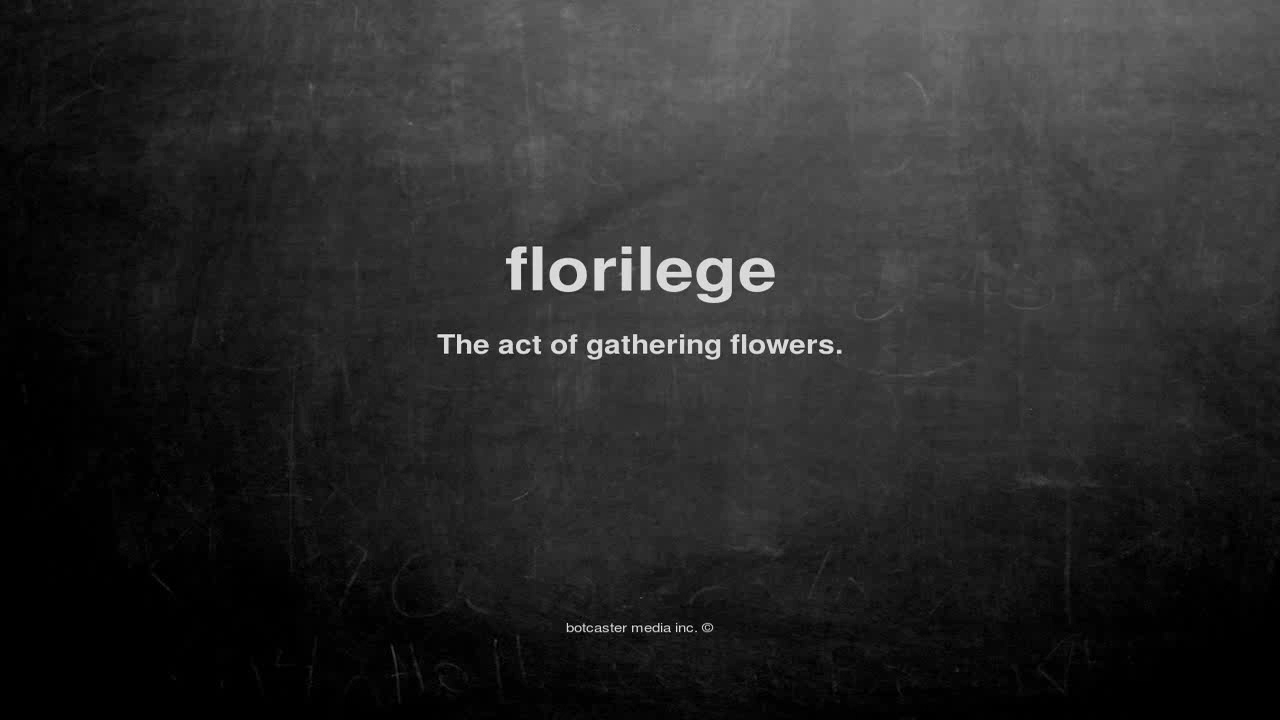 florilege
The act of gathering flowers.
botcaster media inc. ©